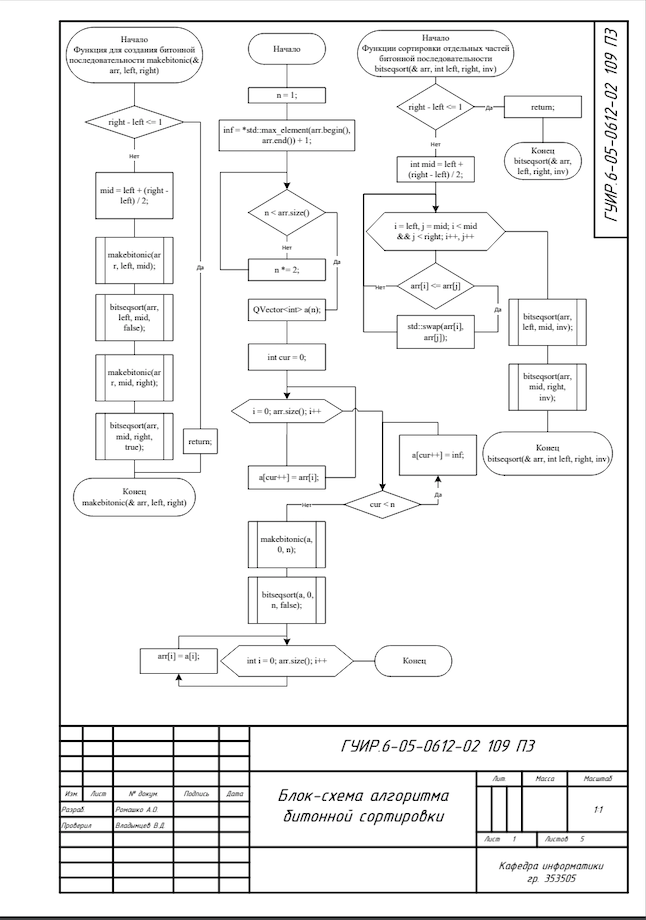 Начало
Функция для создания битонной
последовательности makebitonic(&
arr, left, right)
right - left <= 1
Нет
Да
mid = left + (right -
left) / 2;
makebitonic(ar
r, left, mid);
bitseqsort(arr,
left, mid,
false);
makebitonic(ar
r, mid, right);
bitseqsort(arr,
mid, right,
true);
return;
Конец
makebitonic(& arr, left, right)
Начало
n = 1;
inf = *std::max_element(arr.begin(),
arr.end()) + 1;
n < arr.size()
Нет
Да
n *= 2;
QVector<int> a(n);
int cur = 0;
i = 0; arr.size(); i++
a[cur++] = arr[i];
a[cur++] = inf;
Да
cur < n
Нет
makebitonic(a,
0, n);
bitseqsort(a, 0,
n, false);
arr[i] = a[i];
int i = 0; arr.size(); i++
Конец
Начало
Функции сортировки отдельных частей
битонной последовательности
bitseqsort(& arr, int left, right, inv)
right - left <= 1
Да
return;
Нет
Конец
bitseqsort(& arr,
left, right, inv)
int mid = left +
(right - left) / 2;
i = left, j = mid; i < mid
&& j < right; i++, j++
arr[i] <= arr[j]
Нет
Да
std::swap(arr[i],
arr[j]);
bitseqsort(arr,
left, mid, inv);
bitseqsort(arr,
mid, right,
inv);
Конец
bitseqsort(& arr, int left, right, inv)
ГУИР.6-05-0612-02 109 ПЗ
ГУИР.6-05-0612-02 109 ПЗ
Изм Лист № докум Подпись Дата
Разраб Ромашко А.О.
Проверил Владымцев В.Д.
Блок-схема алгоритма
битонной сортировки
Лит Масса Масштаб
1:1
Лист 1 Листов 5
Кафедра информатики
гр. 353505